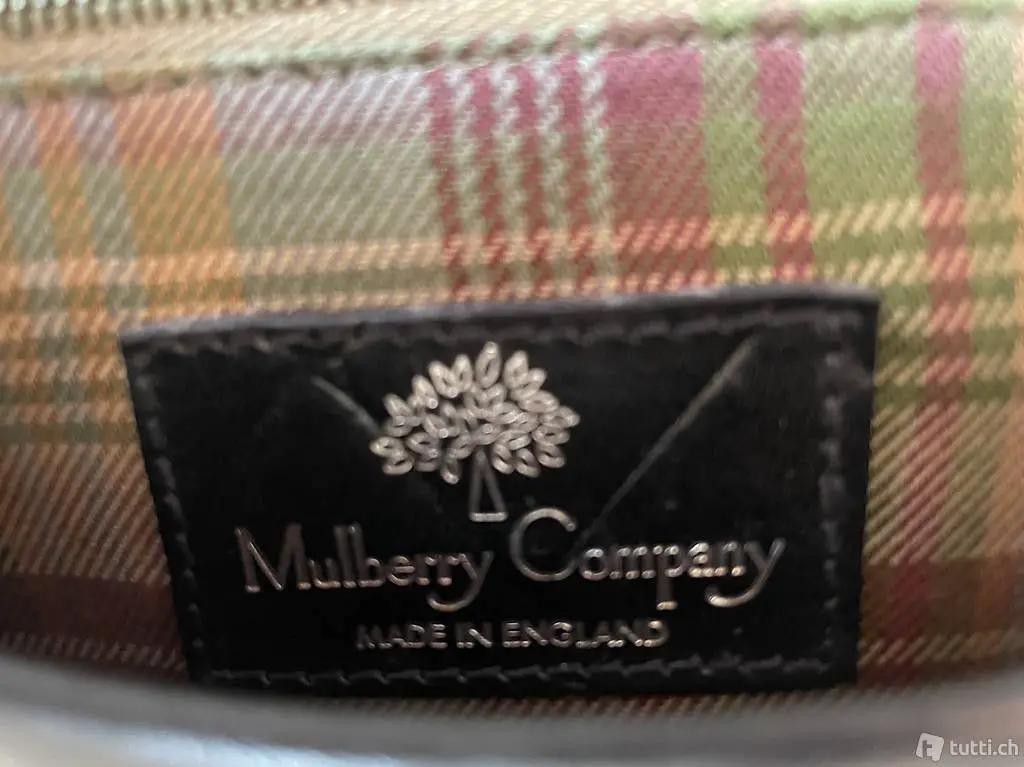 Mulberry Company
MADE IN ENGLAND
tutti.ch